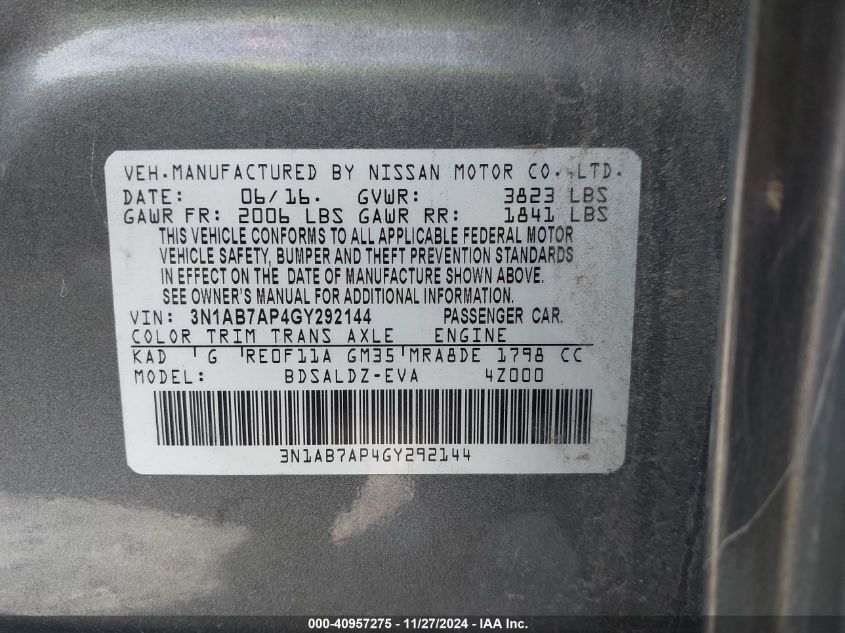 VEH.MANUFACTURED BY NISSAN MOTOR CO.,LTD.
DATE: 06/16. GVWR: 3823 LBS
GAWR FR: 2006 LBS GAWR RR: 1841 LBS
THIS VEHICLE CONFORMS TO ALL APPLICABLE FEDERAL MOTOR
VEHICLE SAFETY, BUMPER AND THEFT PREVENTION STANDARDS
IN EFFECT ON THE DATE OF MANUFACTURE SHOWN ABOVE.
SEE OWNER'S MANUAL FOR ADDITIONAL INFORMATION.
VIN: 3N1AB7AP4GY292144 PASSENGER CAR.
COLOR TRIM TRANS AXLE ENGINE
KAD G RE0F11A GM35 MRA8DE 1798 CC
MODEL: BDSALDZ-EVA 4Z000
3N1AB7AP4GY292144
000-40957275 - 11/27/2024 - IAA Inc.